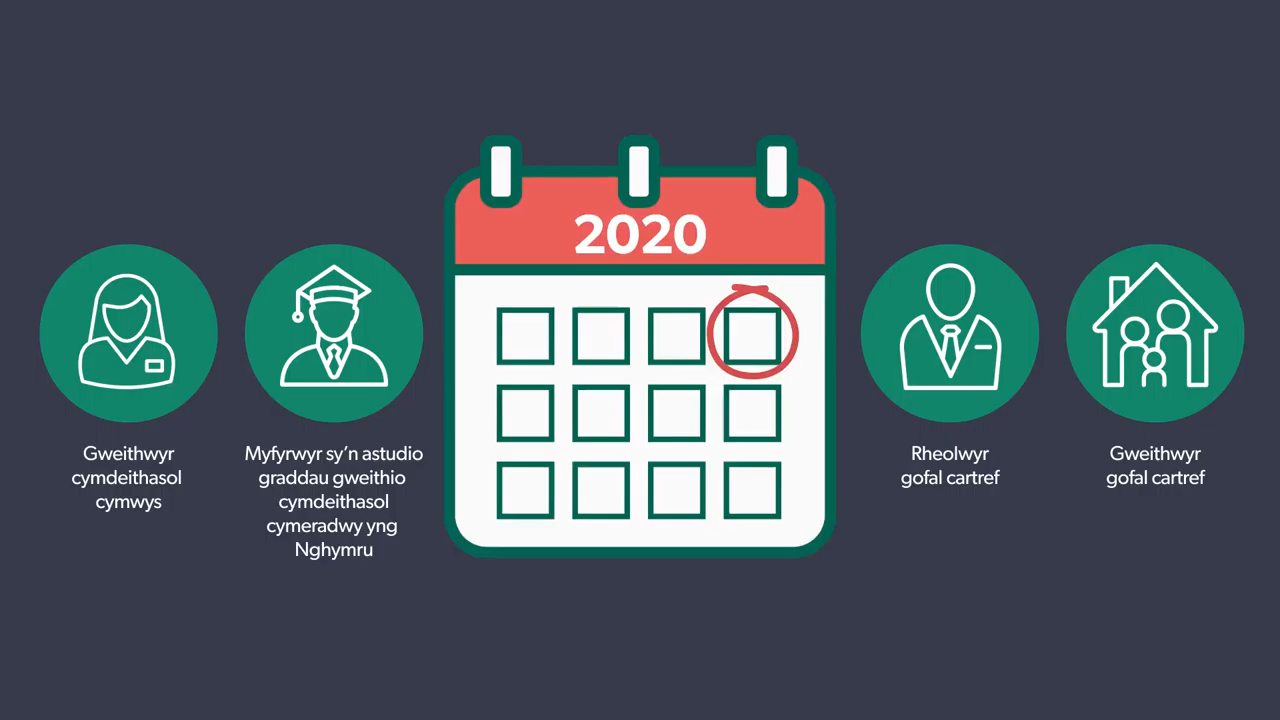 2020
Gweithwyr
cymdeithasol
cymwys
Myfyrwyr sy’n astudio
graddau gweithio
cymdeithasol
cymeradwy yng
Nghymru
Rheolwyr
gofal cartref
Gweithwyr
gofal cartref